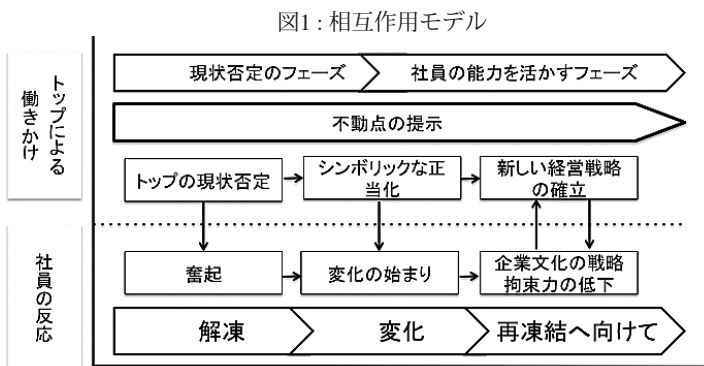 図1 : 相互作用モデル
トップによる
働きかけ
現状否定のフェーズ
社員の能力を活かすフェーズ
不動点の提示
トップの現状否定
シンボリックな正
当化
新しい経営戦略
の確立
社員の反応
奮起
変化の始まり
企業文化の戦略
拘束力の低下
解凍
変化
再凍結へ向けて